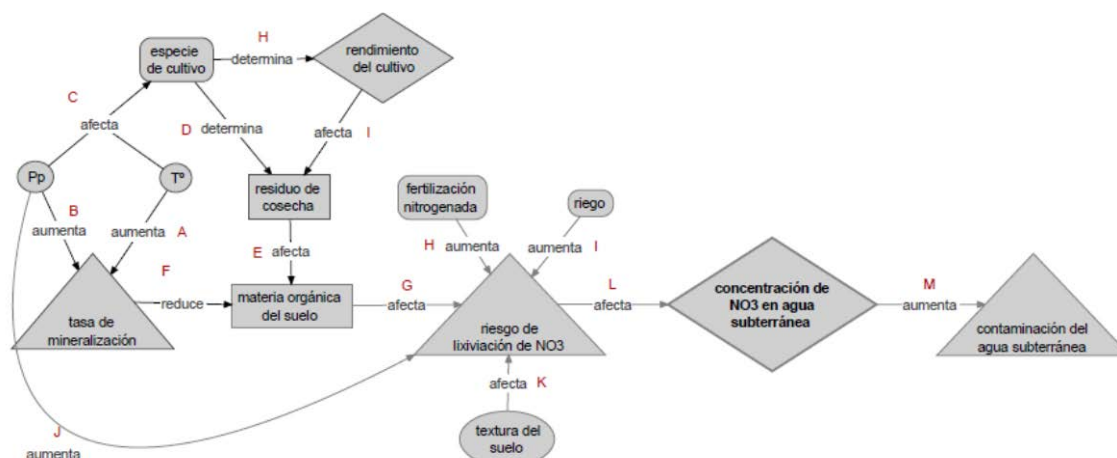 H
especie
de cultivo
determina
rendimiento
del cultivo
C
afecta
D
determina
afecta
I
Pp
Tº
B
aumenta
aumenta
A
residuo de
cosecha
fertilización
nitrogenada
riego
E
afecta
H
aumenta
aumenta
I
F
reduce
tasa de
mineralización
materia orgánica
del suelo
G
afecta
riesgo de
lixiviación de NO3
L
afecta
concentración de
NO3 en agua
subterránea
M
aumenta
contaminación del
agua subterránea
afecta
K
textura del
suelo
J
aumenta